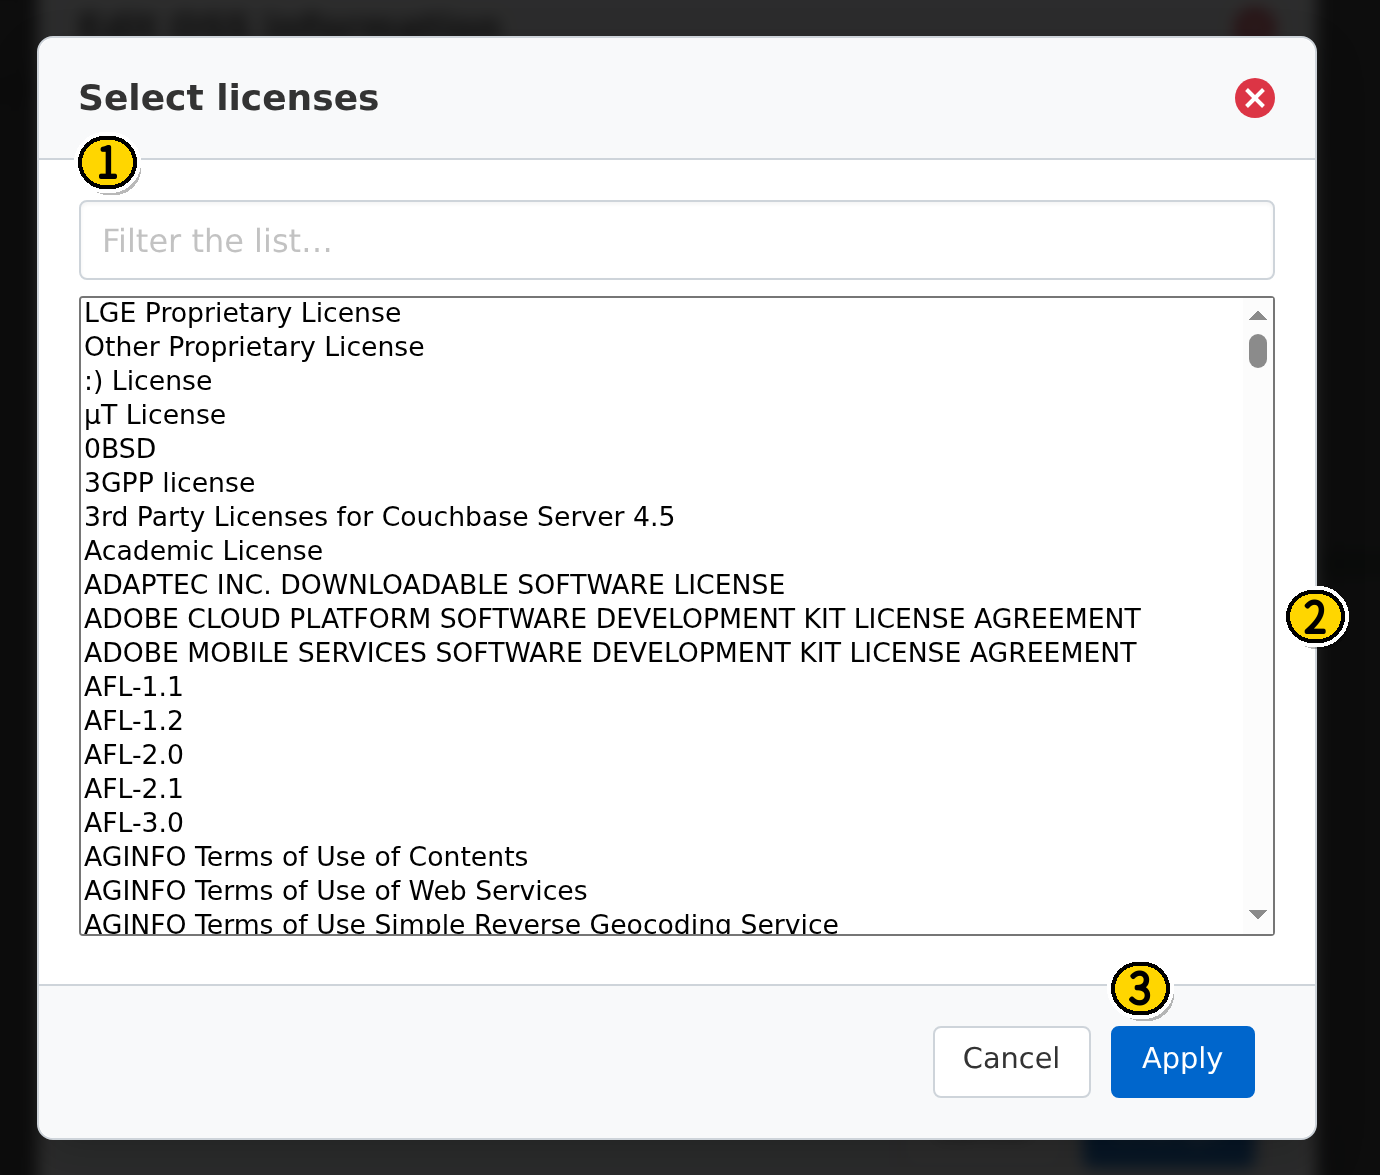 Select licenses
1
Filter the list...
LGE Proprietary License
Other Proprietary License
:) License
µT License
0BSD
3GPP license
3rd Party Licenses for Couchbase Server 4.5
Academic License
ADAPTEC INC. DOWNLOADABLE SOFTWARE LICENSE
ADOBE CLOUD PLATFORM SOFTWARE DEVELOPMENT KIT LICENSE AGREEMENT
2
ADOBE MOBILE SERVICES SOFTWARE DEVELOPMENT KIT LICENSE AGREEMENT
AFL-1.1
AFL-1.2
AFL-2.0
AFL-2.1
AFL-3.0
AGINFO Terms of Use of Contents
AGINFO Terms of Use of Web Services
AGINFO Terms of Use Simple Reverse Geocoding Service
3
Cancel
Apply